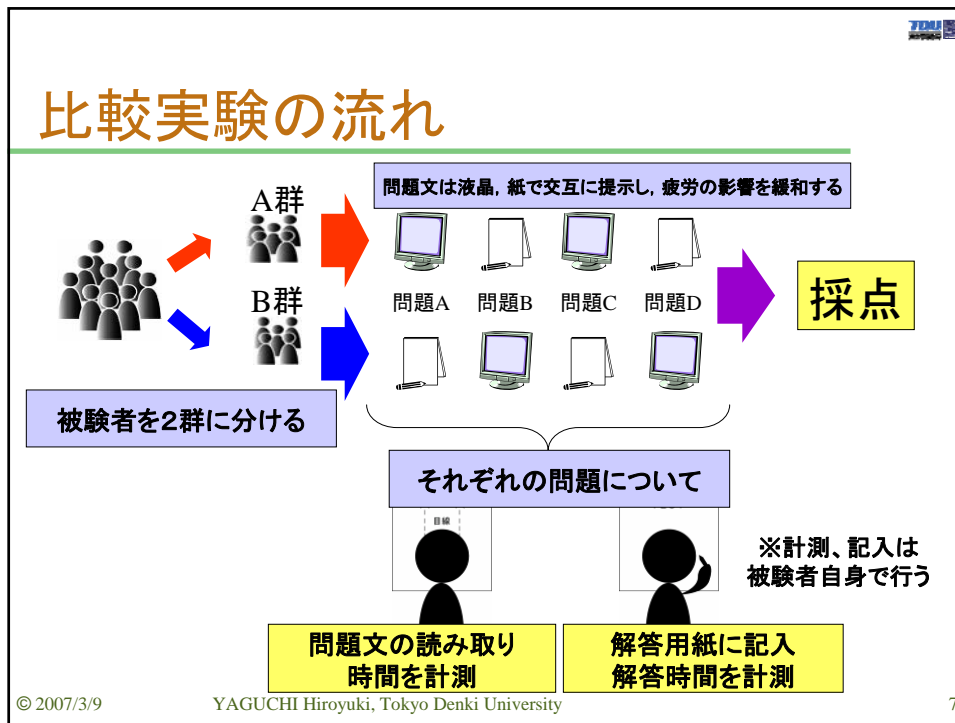 TDU
比較実験の流れ
問題文は液晶，紙で交互に提示し，疲労の影響を緩和する
A群
B群
問題A 問題B 問題C 問題D
採点
被験者を２群に分ける
それぞれの問題について
目線
※計測、記入は
被験者自身で行う
問題文の読み取り
時間を計測
解答用紙に記入
解答時間を計測
© 2007/3/9 YAGUCHI Hiroyuki, Tokyo Denki University 7